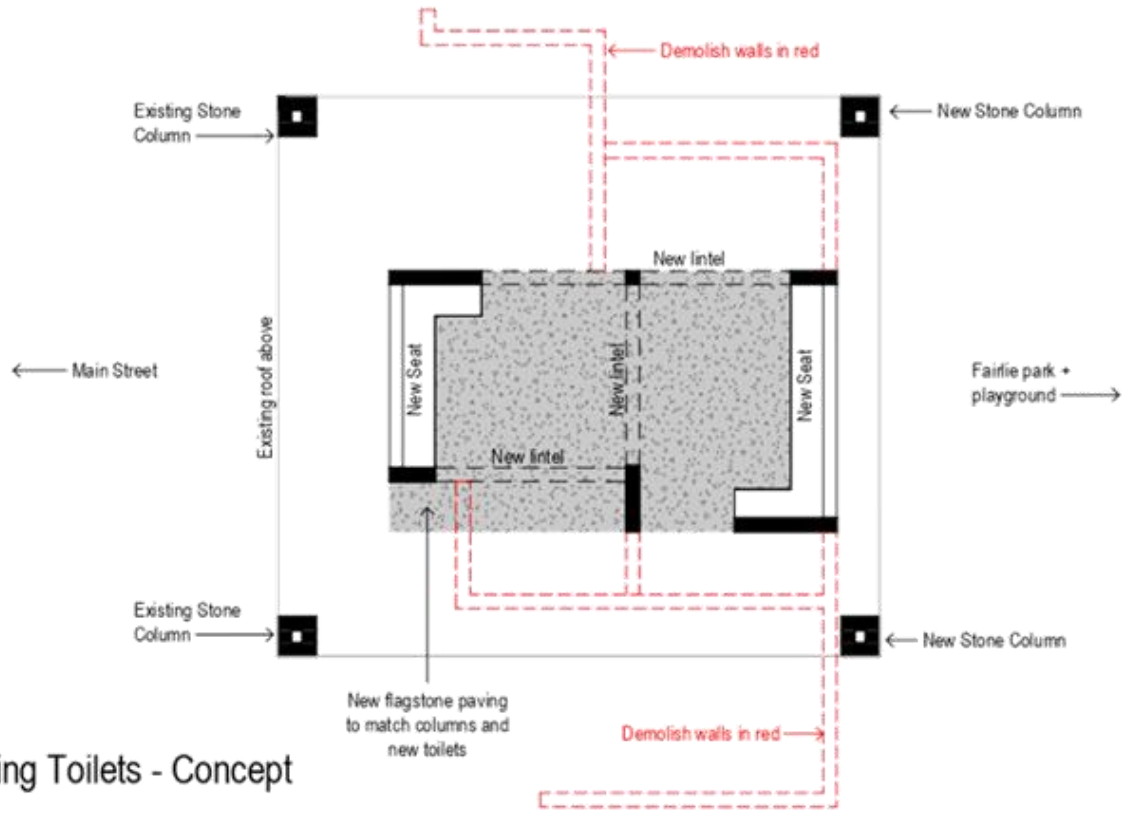 Demolish walls in red
Existing Stone
Column
New Stone Column
New lintel
Existing roof above
New Seat
New lintel
New Seat
Main Street
Fairlie park +
playground
New lintel
Existing Stone
Column
New Stone Column
New flagstone paving
to match columns and
new toilets
Demolish walls in red
ing Toilets - Concept